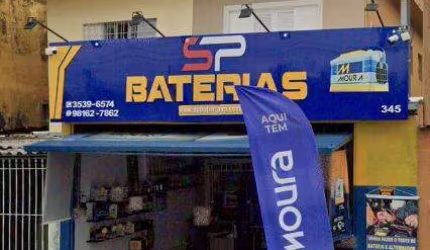 SP
BATERIAS
3539-6574
98162-7862
MOURA
345
AQUI
TEM
moura